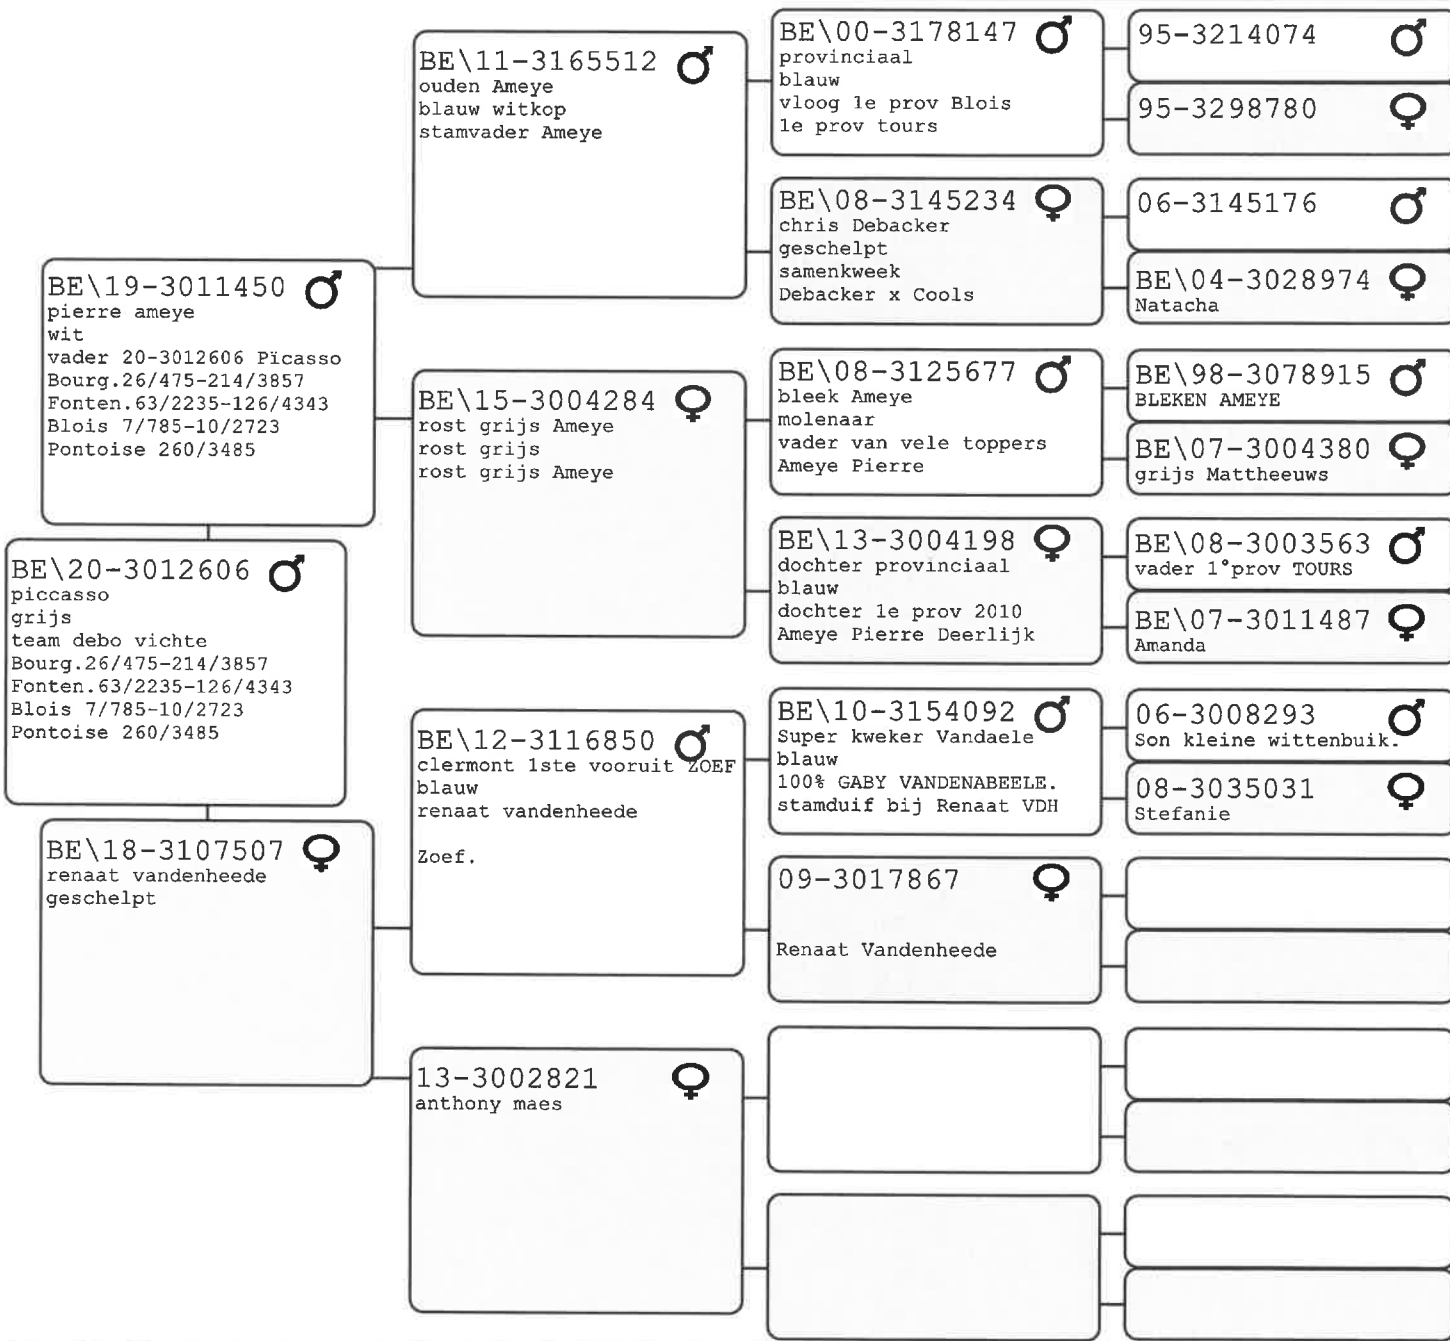 BE\20-3012606 ♂
piccasso
grijs
team debo vichte
Bourg.26/475-214/3857
Fonten.63/2235-126/4343
Blois 7/785-10/2723
Pontoise 260/3485
BE\19-3011450 ♂
pierre ameye
wit
vader 20-3012606 Picasso
Bourg.26/475-214/3857
Fonten.63/2235-126/4343
Blois 7/785-10/2723
Pontoise 260/3485
BE\18-3107507 ♀
renaat vandenheede
geschelpt
BE\11-3165512 ♂
ouden Ameye
blauw witkop
stamvader Ameye
BE\15-3004284 ♀
rost grijs Ameye
rost grijs
rost grijs Ameye
BE\12-3116850 ♂
clermont 1ste vooruit ZOEF
blauw
renaat vandenheede
Zoef.
13-3002821 ♀
anthony maes
BE\00-3178147 ♂
provinciaal
blauw
vloog 1e prov Blois
1e prov tours
BE\08-3145234 ♀
chris Debacker
geschelpt
samenkweek
Debacker x Cools
BE\08-3125677 ♂
bleek Ameye
molenaar
vader van vele toppers
Ameye Pierre
BE\13-3004198 ♀
dochter provinciaal
blauw
dochter 1e prov 2010
Ameye Pierre Deerlijk
BE\10-3154092 ♂
Super kweker Vandaele
blauw
100% GABY VANDENABEELE.
stamduif bij Renaat VDH
09-3017867 ♀
Renaat Vandenheede
95-3214074 ♂
95-3298780 ♀
06-3145176 ♂
BE\04-3028974 ♀
Natacha
BE\98-3078915 ♂
BLEKEN AMEYE
BE\07-3004380 ♀
grijs Mattheeuws
BE\08-3003563 ♂
vader 1°prov TOURS
BE\07-3011487 ♀
Amanda
06-3008293 ♂
Son kleine wittenbuik.
08-3035031 ♀
Stefanie